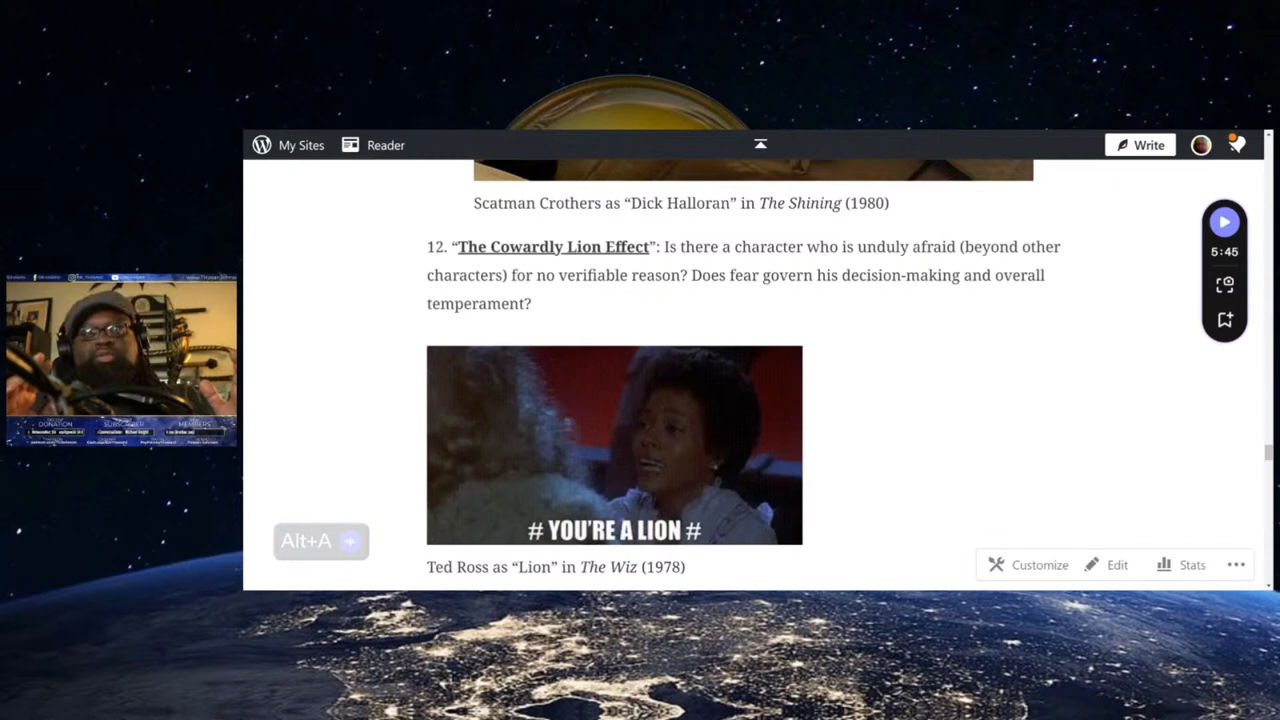 My Sites
Reader
Write
Scatman Crothers as “Dick Halloran” in The Shining (1980)
12. “The Cowardly Lion Effect”: Is there a character who is unduly afraid (beyond other
characters) for no verifiable reason? Does fear govern his decision-making and overall
temperament?
5:45
# YOU'RE A LION #
Alt+A
Ted Ross as “Lion” in The Wiz (1978)
Customize
Edit
Stats
DONATION
SUBSCRIBER
MEMBERS